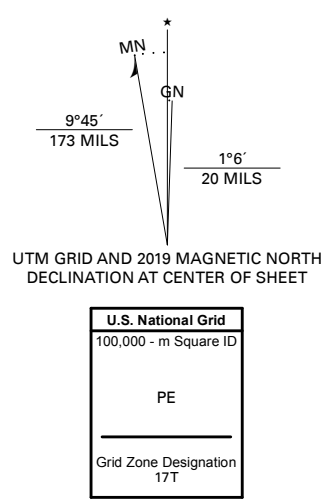 ★
MN
GN
9°45´
173 MILS
1°6´
20 MILS
UTM GRID AND 2019 MAGNETIC NORTH
DECLINATION AT CENTER OF SHEET
U.S. National Grid
100,000 - m Square ID
PE
Grid Zone Designation
17T